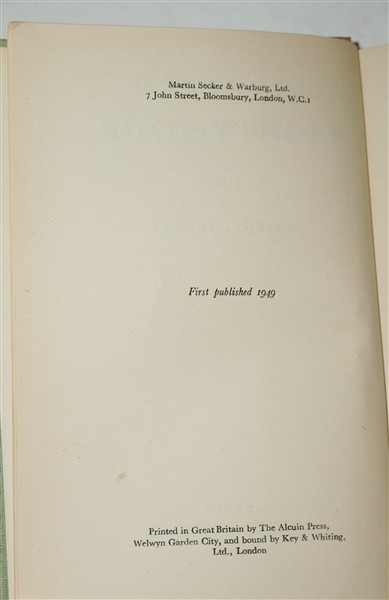 Martin Secker & Warburg, Ltd.
7 John Street, Bloomsbury, London, W.C.1
First published 1949
Printed in Great Britain by The Alcuin Press,
Welwyn Garden City, and bound by Key & Whiting,
Ltd., London